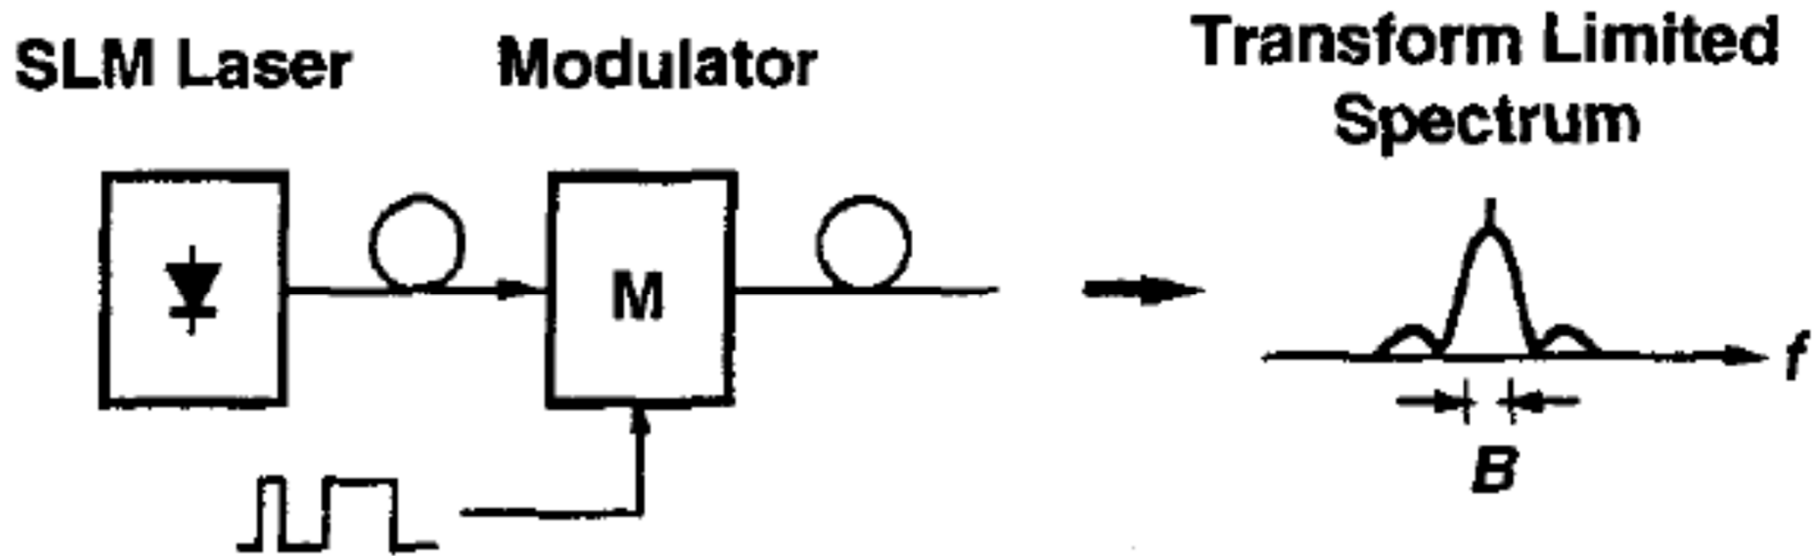 SLM Laser
Modulator
Transform Limited
Spectrum
M
f
B